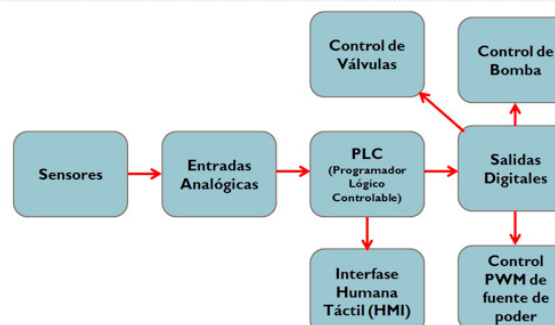 Control de
Válvulas
Control de
Bomba
Sensores
Entradas
Analógicas
PLC
(Programador
Lógico
Controlable)
Salidas
Digitales
Interfase
Humana
Táctil (HMI)
Control
PWM de
fuente de
poder